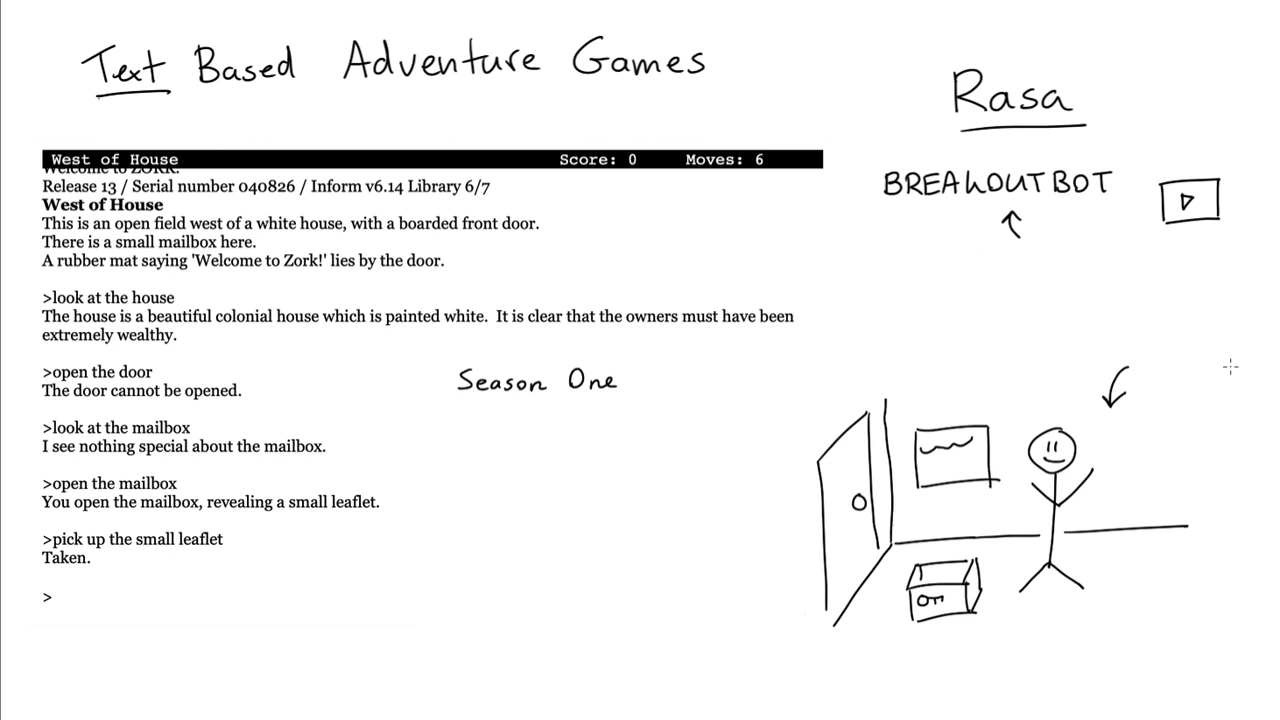 Text Based Adventure Games
Rasa
BREAKOUTBOT
West of House Score: 0 Moves: 6
Welcome to ZORK.
Release 13 / Serial number 040826 / Inform v6.14 Library 6/7
West of House
This is an open field west of a white house, with a boarded front door.
There is a small mailbox here.
A rubber mat saying 'Welcome to Zork!' lies by the door.
>look at the house
The house is a beautiful colonial house which is painted white. It is clear that the owners must have been
extremely wealthy.
>open the door
The door cannot be opened.
Season One
>look at the mailbox
I see nothing special about the mailbox.
>open the mailbox
You open the mailbox, revealing a small leaflet.
>pick up the small leaflet
Taken.
>